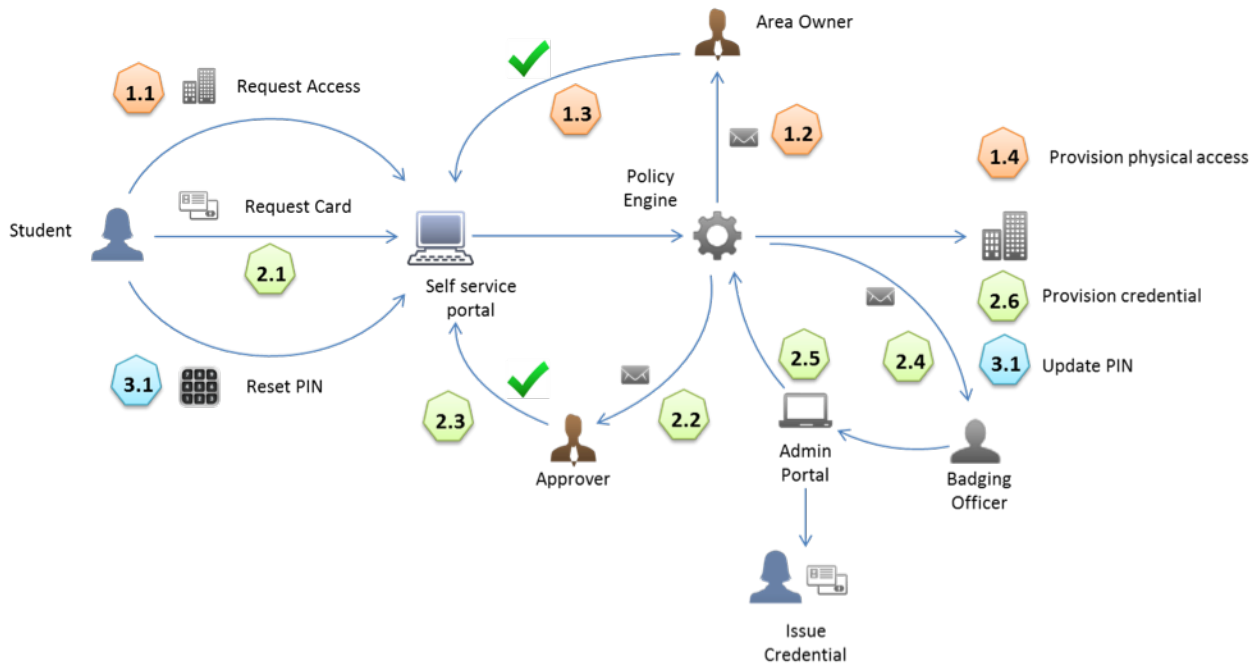 Area Owner
1.1
Request Access
1.3
1.2
1.4
Provision physical access
Policy
Engine
Request Card
Student
2.1
Self service
portal
2.6
Provision credential
2.5
2.4
3.1
Update PIN
3.1
Reset PIN
2.3
2.2
Admin
Portal
Approver
Badging
Officer
Issue
Credential